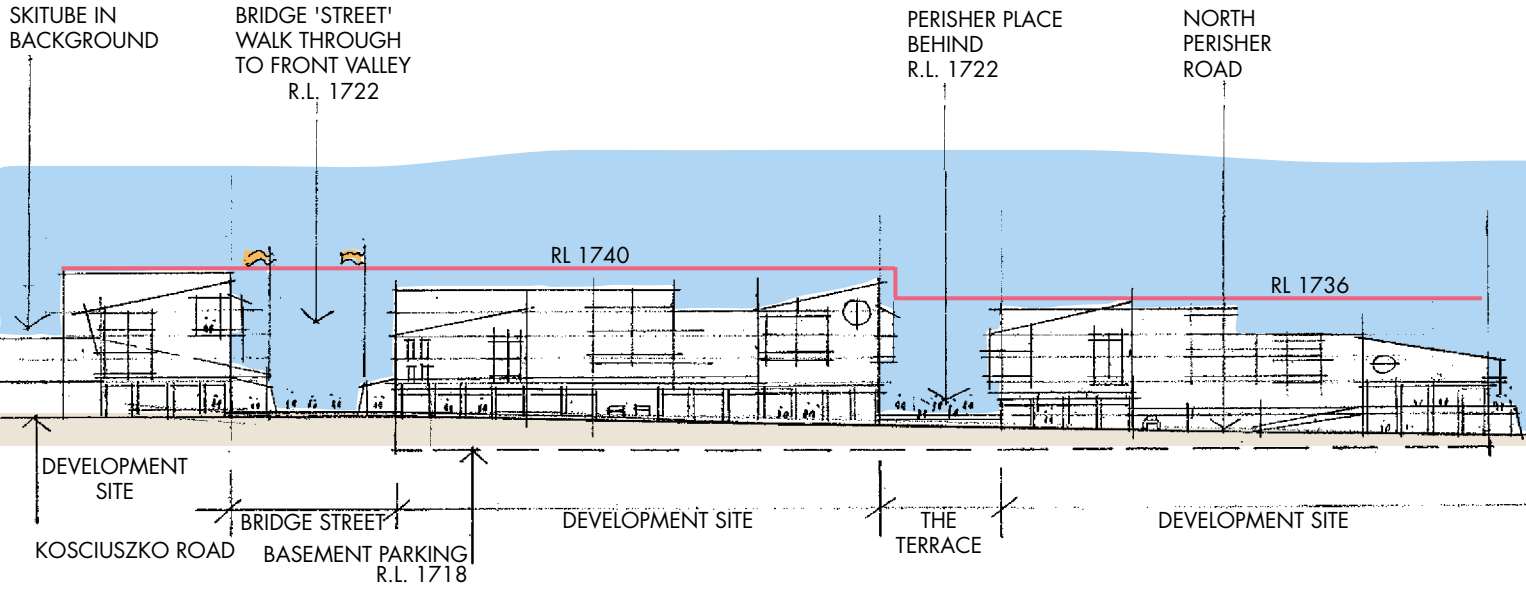 SKITUBE IN
BACKGROUND
BRIDGE 'STREET'
WALK THROUGH
TO FRONT VALLEY
R.L. 1722
PERISHER PLACE
BEHIND
R.L. 1722
NORTH
PERISHER
ROAD
RL 1740
RL 1736
DEVELOPMENT
SITE
KOSCIUSZKO ROAD
BRIDGE STREET
BASEMENT PARKING
R.L. 1718
DEVELOPMENT SITE
THE
TERRACE
DEVELOPMENT SITE